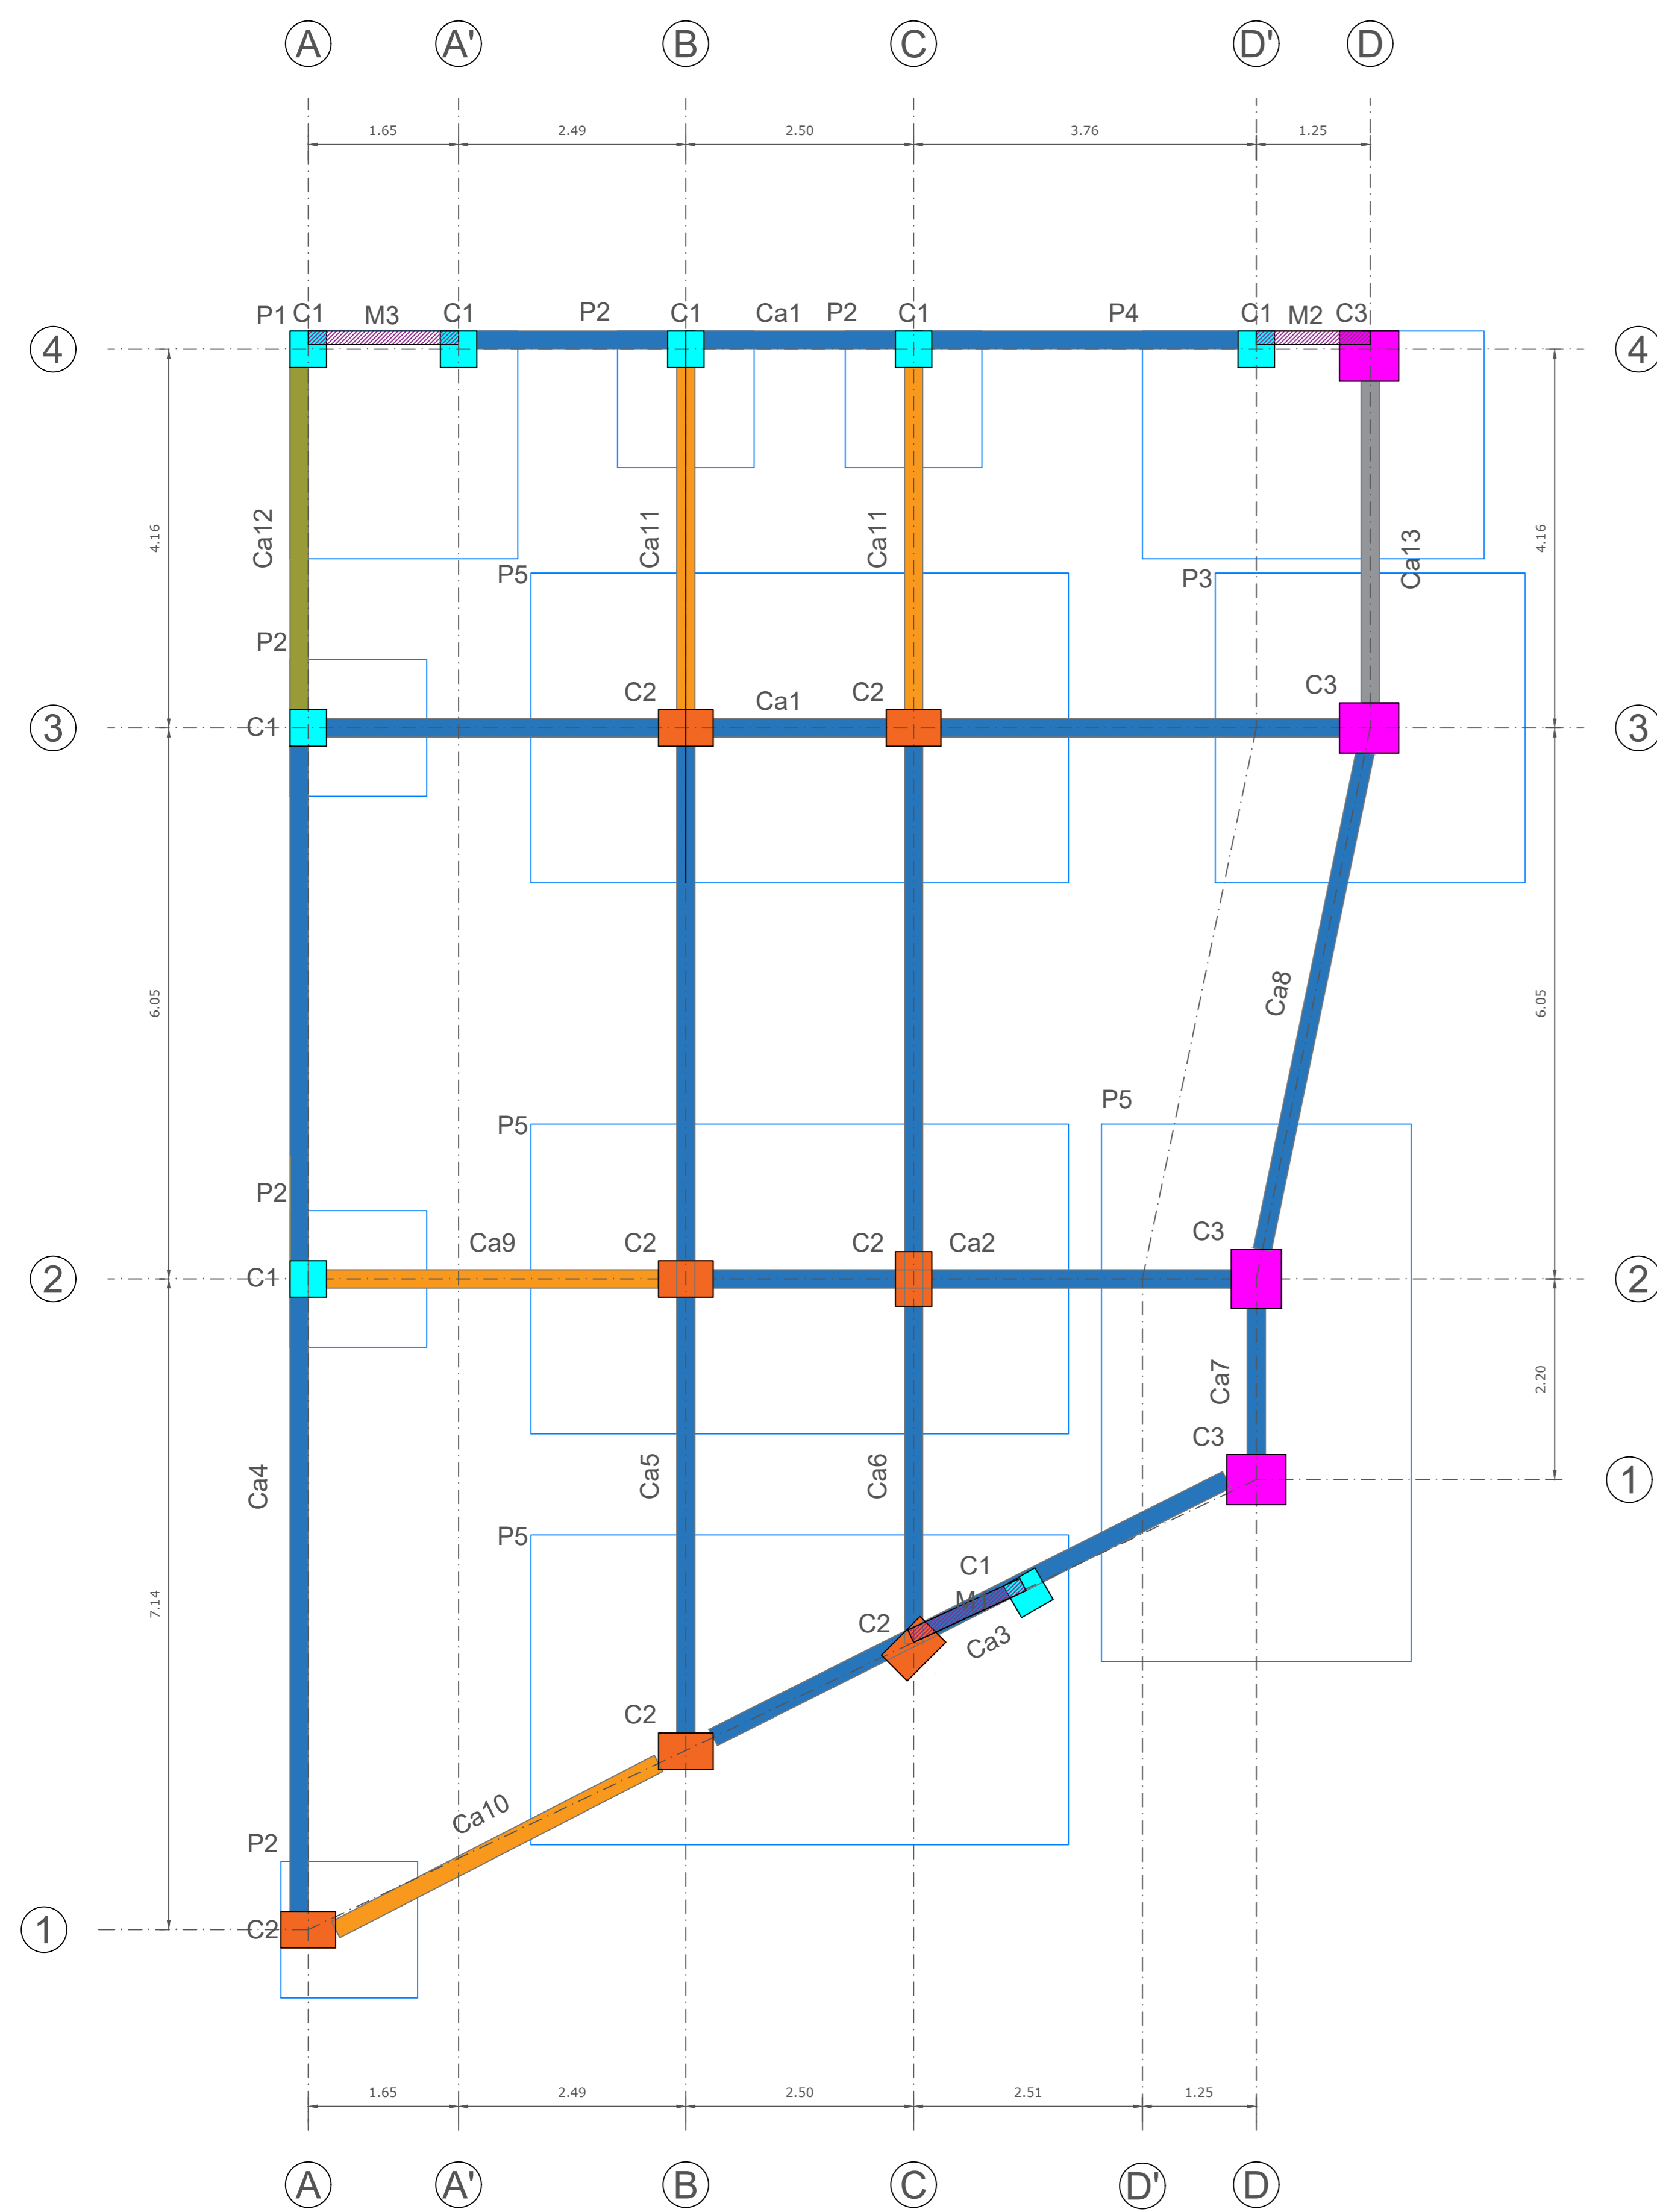 A A' B C D' D
1.65 2.49 2.50 3.76 1.25
P1 C1 M3 C1 P2 C1 Ca1 P2 C1 P4 C1 M2 C3
4 4
4.16 Ca12 Ca11 Ca11 Ca13 4.16
P5 P3
P2
C2 Ca1 C2 C3
3 C1 3
6.05 Ca8 6.05
P5 P5
P2
Ca9 C2 C2 Ca2 C3
2 C1 2
Ca7 2.20
C3
Ca4 Ca5 Ca6 1
P5
C1
7.14 M1
C2 Ca3
C2
Ca10
P2
1 C2
1.65 2.49 2.50 2.51 1.25
A A' B C D' D